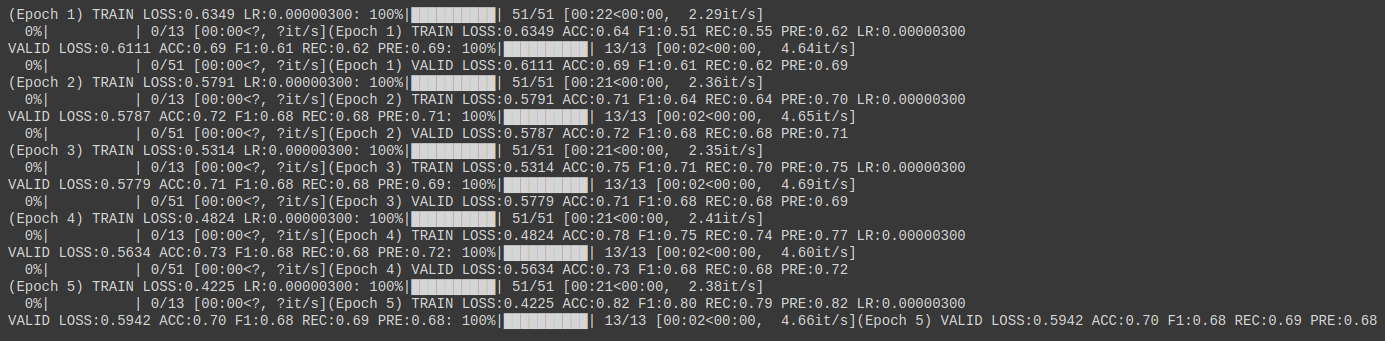 (Epoch 1) TRAIN LOSS:0.6349 LR:0.00000300: 100%|██████████| 51/51 [00:22<00:00,  2.29it/s]
  0%|          | 0/13 [00:00<?, ?it/s](Epoch 1) TRAIN LOSS:0.6349 ACC:0.64 F1:0.51 REC:0.55 PRE:0.62 LR:0.00000300
VALID LOSS:0.6111 ACC:0.69 F1:0.61 REC:0.62 PRE:0.69: 100%|██████████| 13/13 [00:02<00:00,  4.64it/s]
  0%|          | 0/51 [00:00<?, ?it/s](Epoch 1) VALID LOSS:0.6111 ACC:0.69 F1:0.61 REC:0.62 PRE:0.69
(Epoch 2) TRAIN LOSS:0.5791 LR:0.00000300: 100%|██████████| 51/51 [00:21<00:00,  2.36it/s]
  0%|          | 0/13 [00:00<?, ?it/s](Epoch 2) TRAIN LOSS:0.5791 ACC:0.71 F1:0.64 REC:0.64 PRE:0.70 LR:0.00000300
VALID LOSS:0.5787 ACC:0.72 F1:0.68 REC:0.68 PRE:0.71: 100%|██████████| 13/13 [00:02<00:00,  4.65it/s]
  0%|          | 0/51 [00:00<?, ?it/s](Epoch 2) VALID LOSS:0.5787 ACC:0.72 F1:0.68 REC:0.68 PRE:0.71
(Epoch 3) TRAIN LOSS:0.5314 LR:0.00000300: 100%|██████████| 51/51 [00:21<00:00,  2.35it/s]
  0%|          | 0/13 [00:00<?, ?it/s](Epoch 3) TRAIN LOSS:0.5314 ACC:0.75 F1:0.71 REC:0.70 PRE:0.75 LR:0.00000300
VALID LOSS:0.5779 ACC:0.71 F1:0.68 REC:0.68 PRE:0.69: 100%|██████████| 13/13 [00:02<00:00,  4.69it/s]
  0%|          | 0/51 [00:00<?, ?it/s](Epoch 3) VALID LOSS:0.5779 ACC:0.71 F1:0.68 REC:0.68 PRE:0.69
(Epoch 4) TRAIN LOSS:0.4824 LR:0.00000300: 100%|██████████| 51/51 [00:21<00:00,  2.41it/s]
  0%|          | 0/13 [00:00<?, ?it/s](Epoch 4) TRAIN LOSS:0.4824 ACC:0.78 F1:0.75 REC:0.74 PRE:0.77 LR:0.00000300
VALID LOSS:0.5634 ACC:0.73 F1:0.68 REC:0.68 PRE:0.72: 100%|██████████| 13/13 [00:02<00:00,  4.60it/s]
  0%|          | 0/51 [00:00<?, ?it/s](Epoch 4) VALID LOSS:0.5634 ACC:0.73 F1:0.68 REC:0.68 PRE:0.72
(Epoch 5) TRAIN LOSS:0.4225 LR:0.00000300: 100%|██████████| 51/51 [00:21<00:00,  2.38it/s]
  0%|          | 0/13 [00:00<?, ?it/s](Epoch 5) TRAIN LOSS:0.4225 ACC:0.82 F1:0.80 REC:0.79 PRE:0.82 LR:0.00000300
VALID LOSS:0.5942 ACC:0.70 F1:0.68 REC:0.69 PRE:0.68: 100%|██████████| 13/13 [00:02<00:00,  4.66it/s](Epoch 5) VALID LOSS:0.5942 ACC:0.70 F1:0.68 REC:0.69 PRE:0.68